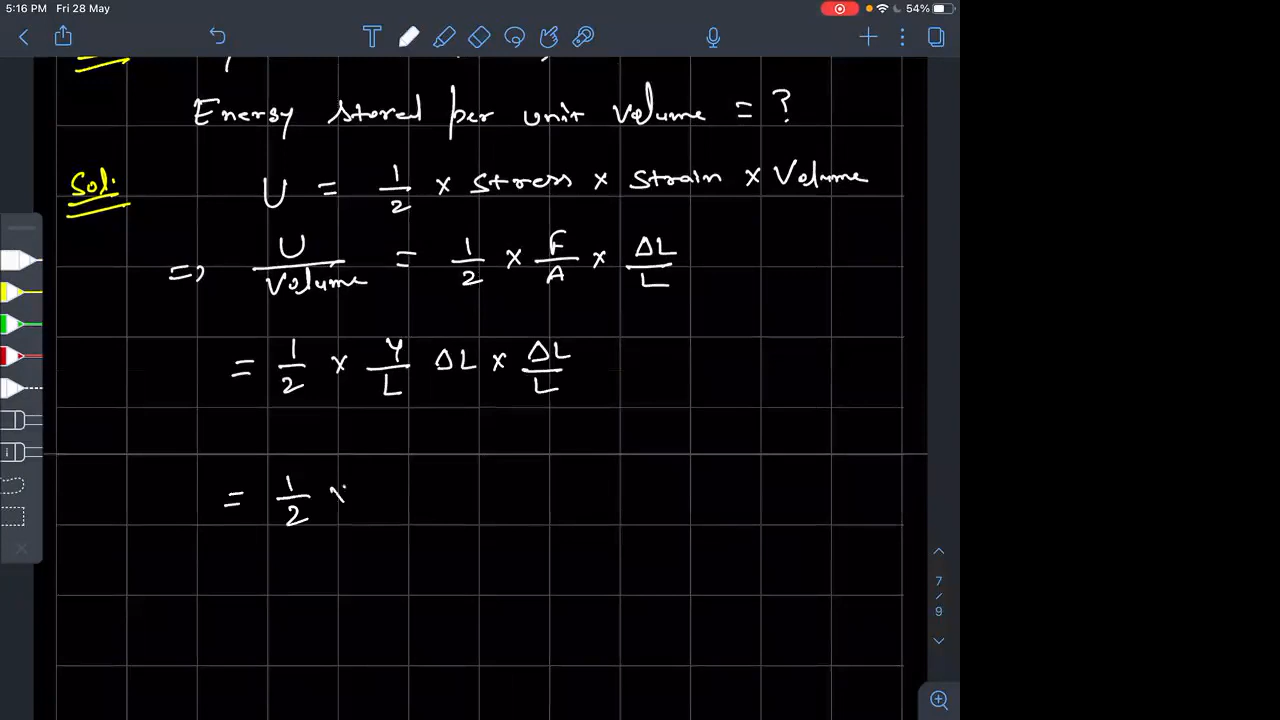 5:16 PM Fri 28 May 54%
Energy stored per unit volume = ?
Sol: U = 1/2 × stress × strain × Volume
=> U/Volume = 1/2 × F/A × ΔL/L
= 1/2 × Y/L ΔL × ΔL/L
= 1/2
7/9